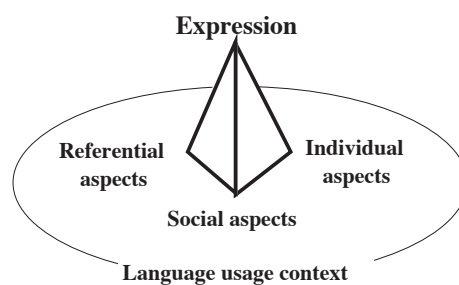 Expression
Referential
aspects
Individual
aspects
Social aspects
Language usage context